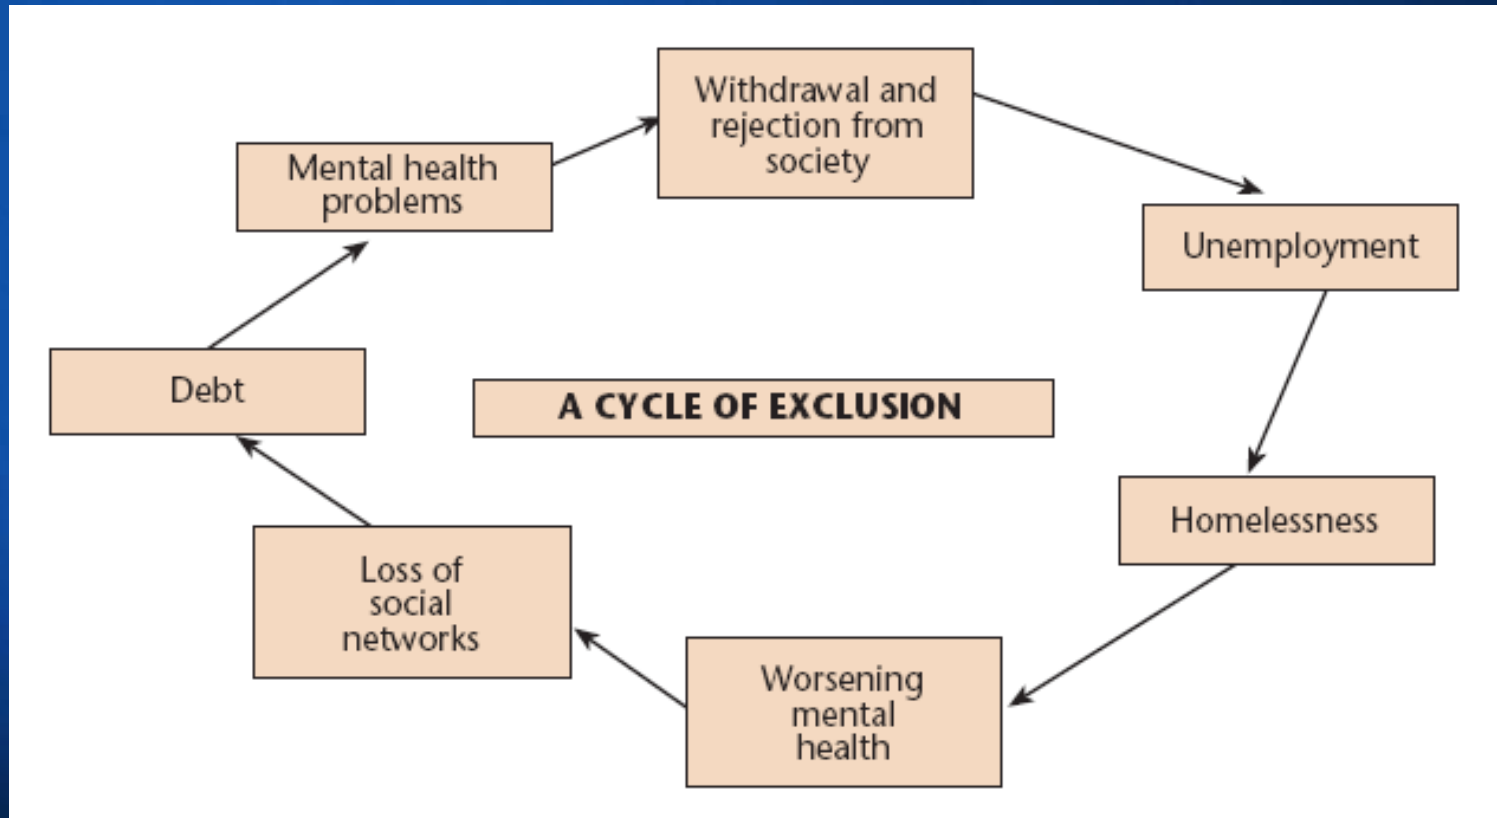 Withdrawal and
rejection from
society
Mental health
problems
Unemployment
Debt
A CYCLE OF EXCLUSION
Homelessness
Loss of
social
networks
Worsening
mental
health